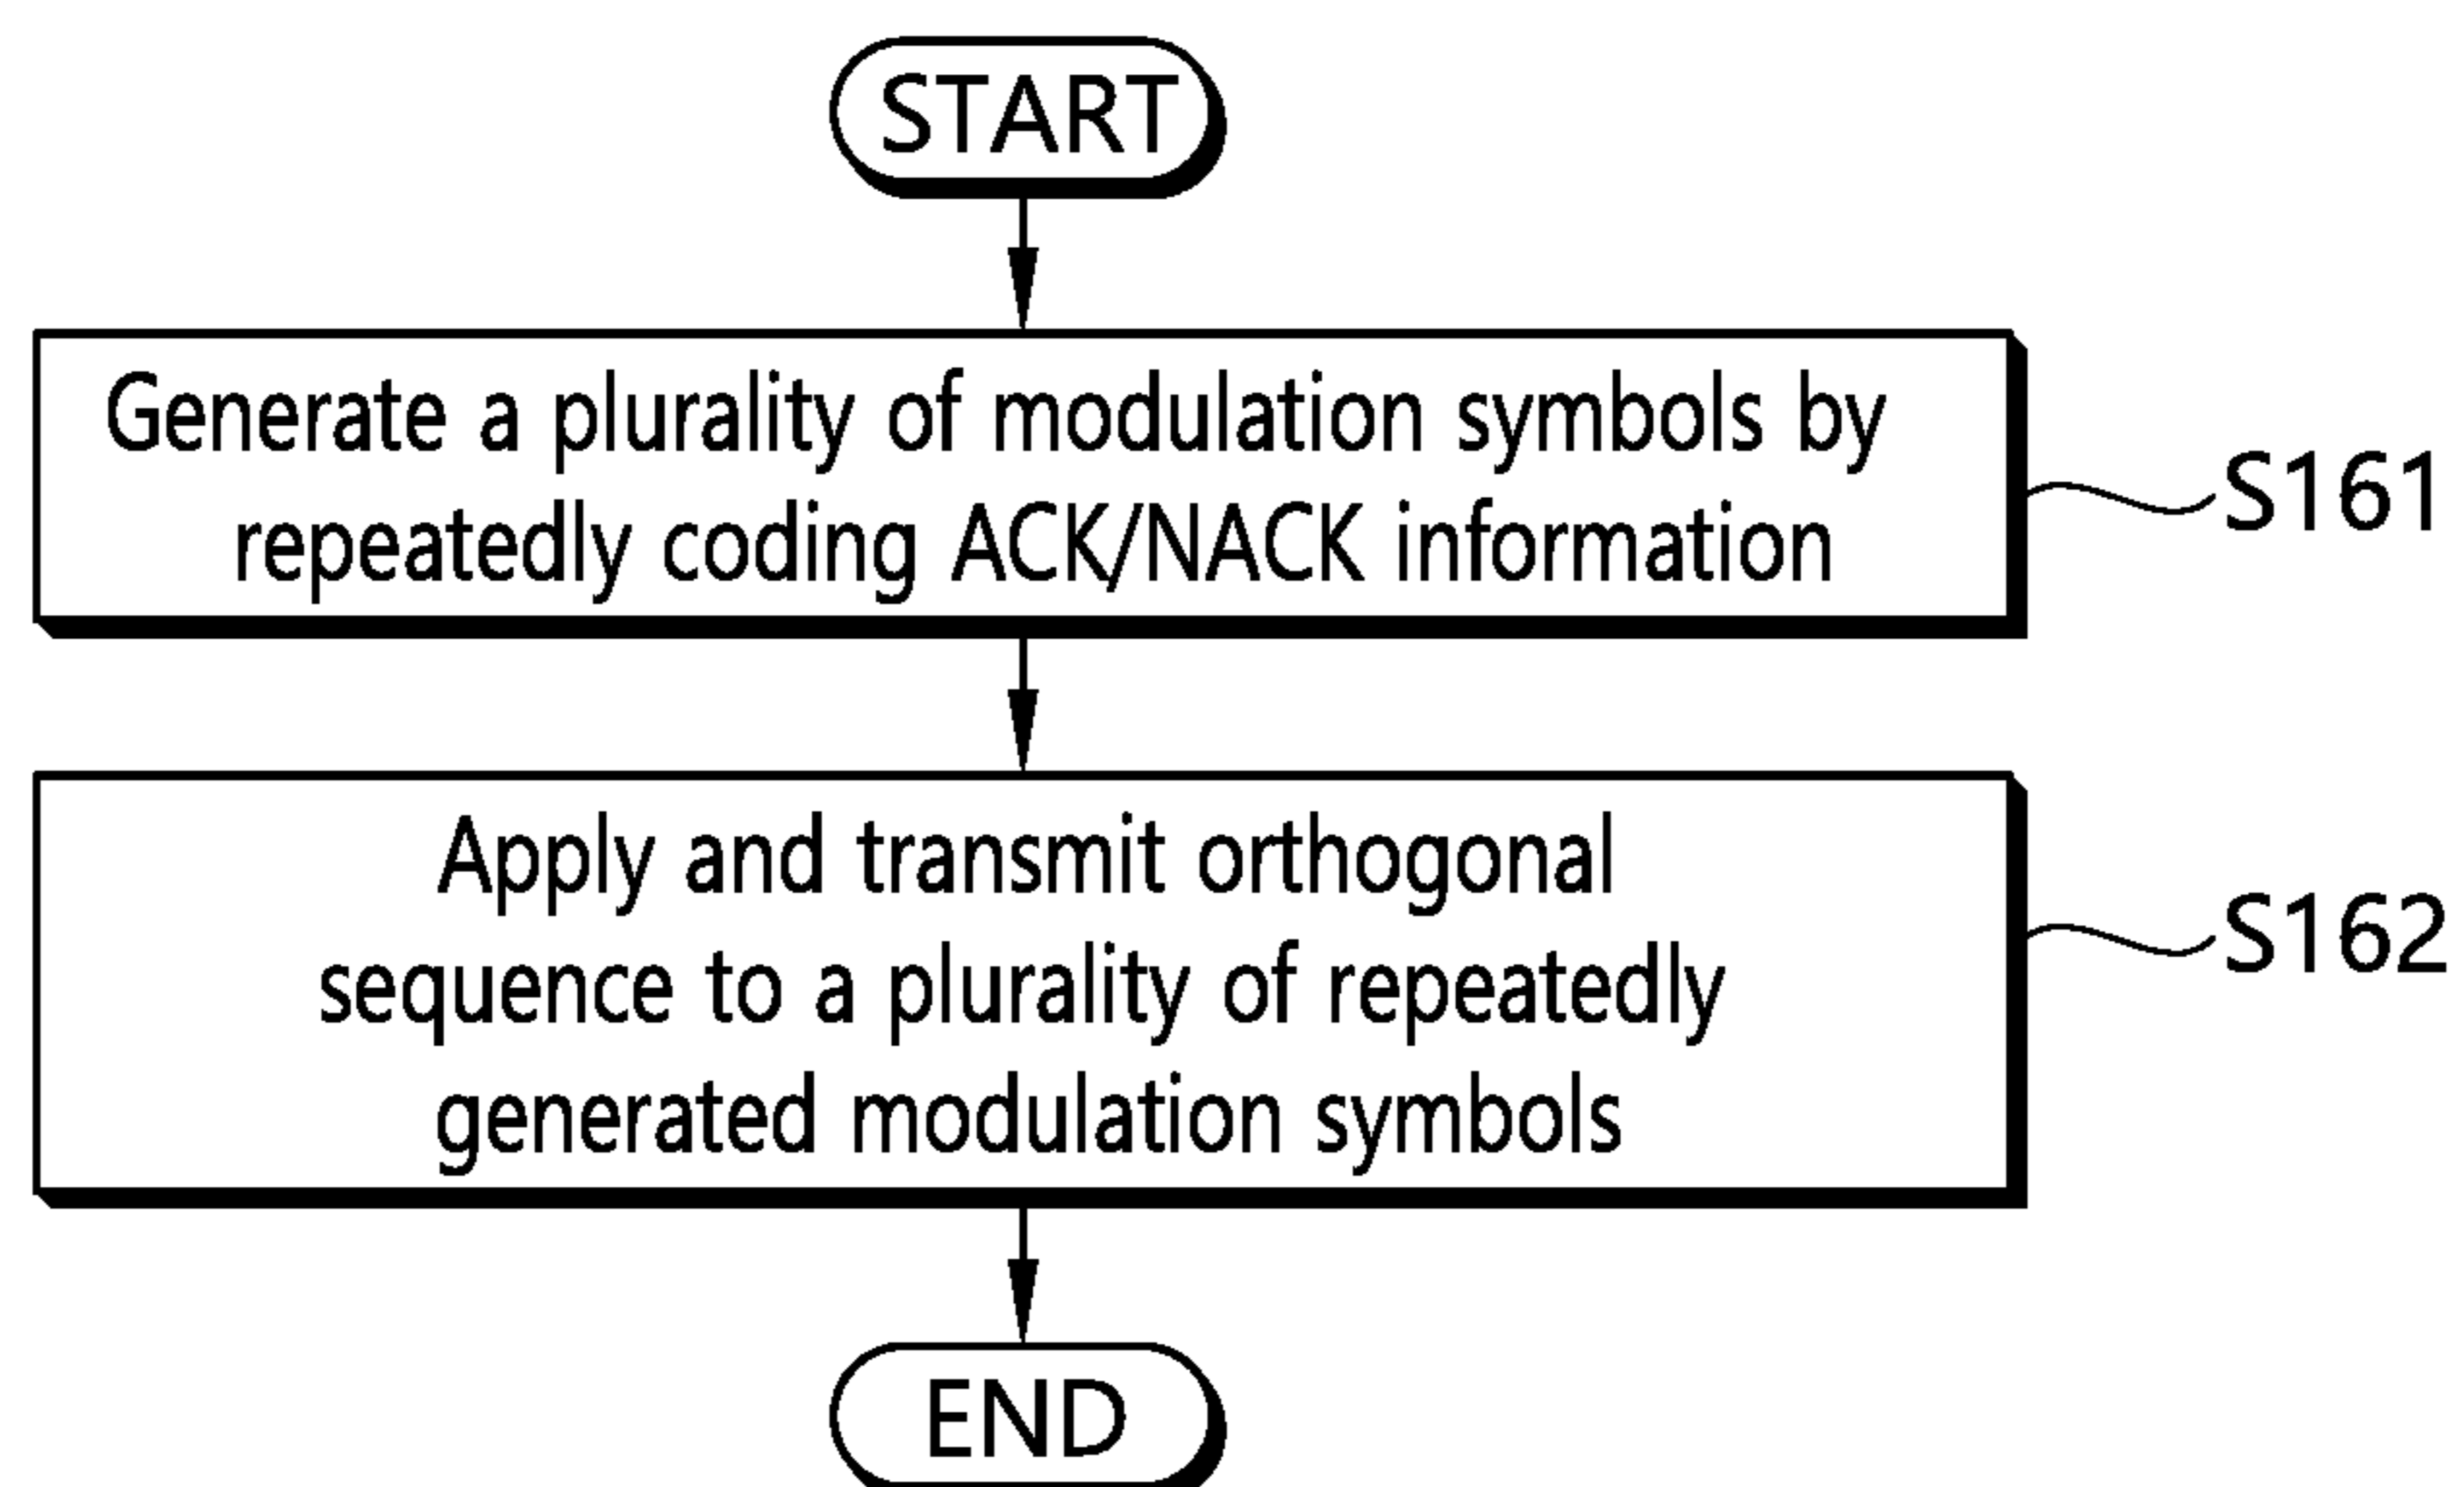 START
Generate a plurality of modulation symbols by
repeatedly coding ACK/NACK information
S161
Apply and transmit orthogonal
sequence to a plurality of repeatedly
generated modulation symbols
S162
END